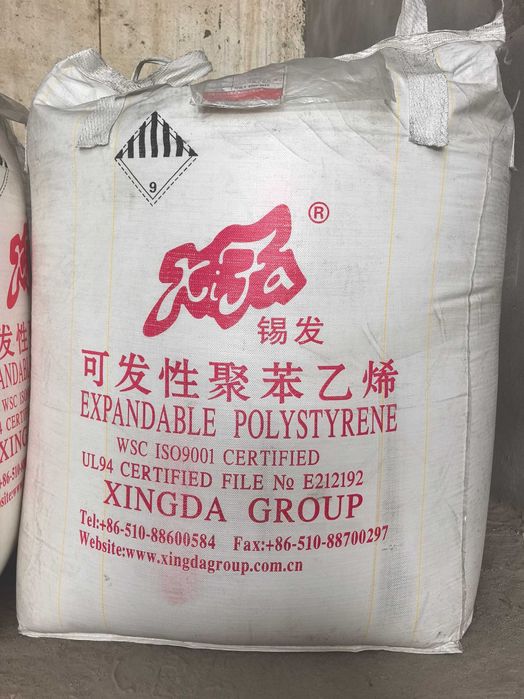 9
XiFa ®
锡发
可发性聚苯乙烯
EXPANDABLE POLYSTYRENE
WSC ISO9001 CERTIFIED
UL94 CERTIFIED FILE No E212192
XINGDA GROUP
Tel:+86-510-88600584 Fax:+86-510-88700297
Website:www.xingdagroup.com.cn